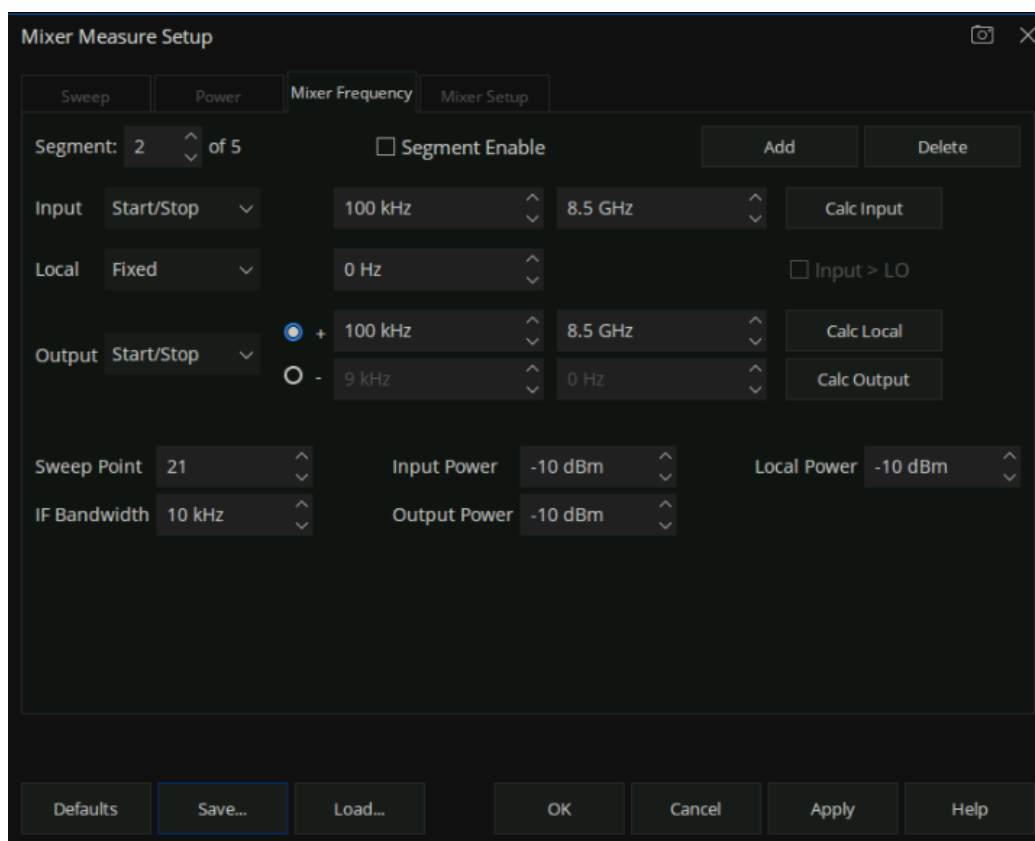 Mixer Measure Setup
Sweep Power Mixer Frequency Mixer Setup
Segment: 2 of 5 Segment Enable Add Delete
Input Start/Stop 100 kHz 8.5 GHz Calc Input
Local Fixed 0 Hz Input > LO
+ 100 kHz 8.5 GHz Calc Local
Output Start/Stop
- 9 kHz 0 Hz Calc Output
Sweep Point 21 Input Power -10 dBm Local Power -10 dBm
IF Bandwidth 10 kHz Output Power -10 dBm
Defaults Save... Load... OK Cancel Apply Help